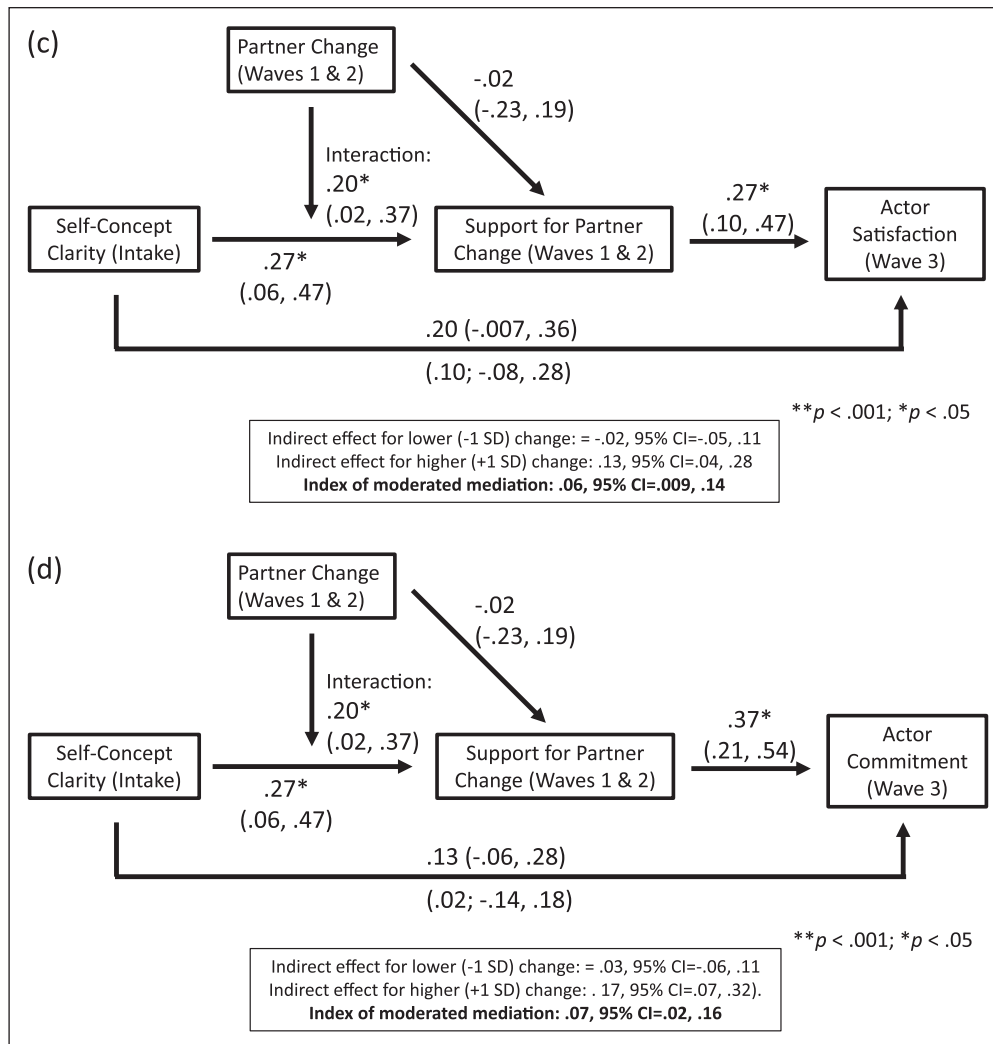 (c)
Partner Change
(Waves 1 & 2)
-.02
(-.23, .19)
Interaction:
.20*
(.02, .37)
.27*
(.10, .47)
Self-Concept
Clarity (Intake)
Support for Partner
Change (Waves 1 & 2)
Actor
Satisfaction
(Wave 3)
.27*
(.06, .47)
.20 (-.007, .36)
(.10; -.08, .28)
**p < .001; *p < .05
Indirect effect for lower (-1 SD) change: = -.02, 95% CI=-.05, .11
Indirect effect for higher (+1 SD) change: .13, 95% CI=.04, .28
Index of moderated mediation: .06, 95% CI=.009, .14
(d)
Partner Change
(Waves 1 & 2)
-.02
(-.23, .19)
Interaction:
.20*
(.02, .37)
.37*
(.21, .54)
Self-Concept
Clarity (Intake)
Support for Partner
Change (Waves 1 & 2)
Actor
Commitment
(Wave 3)
.27*
(.06, .47)
.13 (-.06, .28)
(.02; -.14, .18)
**p < .001; *p < .05
Indirect effect for lower (-1 SD) change: = .03, 95% CI=-.06, .11
Indirect effect for higher (+1 SD) change: . 17, 95% CI=.07, .32).
Index of moderated mediation: .07, 95% CI=.02, .16